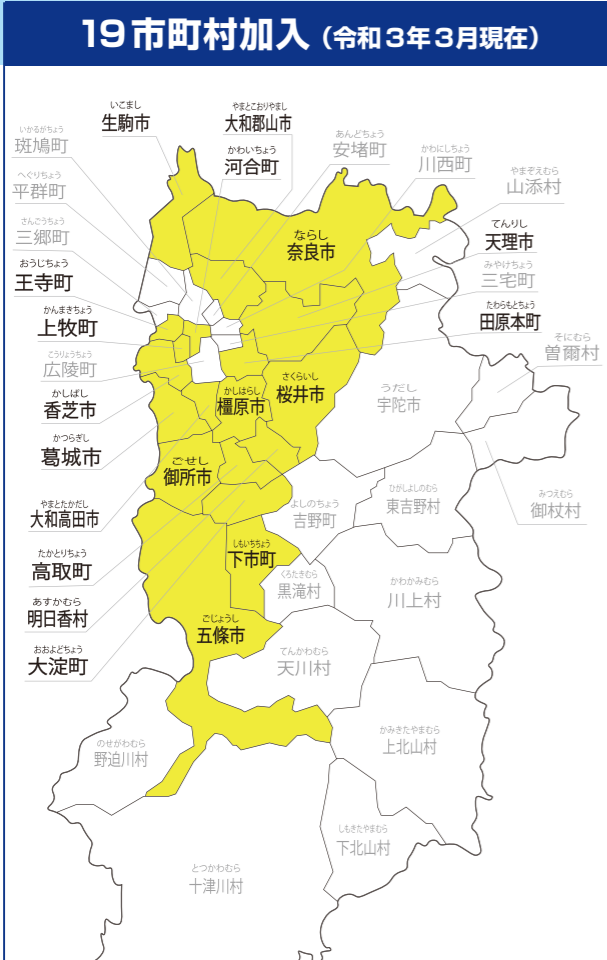 19市町村加入（令和3年3月現在）
いこまし
生駒市
やまとこおりやまし
大和郡山市
いかるがちょう
斑鳩町
かわいちょう
河合町
あんどちょう
安堵町
かわにしちょう
川西町
へぐりちょう
平群町
やまぞえむら
山添村
さんごうちょう
三郷町
ならし
奈良市
てんりし
天理市
おうじちょう
王寺町
みやけちょう
三宅町
かんまきちょう
上牧町
たわらもとちょう
田原本町
こうりょうちょう
広陵町
そにむら
曽爾村
かしばし
香芝市
かしはらし
橿原市
さくらいし
桜井市
うだし
宇陀市
かつらぎし
葛城市
ごせし
御所市
やまとたかだし
大和高田市
よしのちょう
吉野町
ひがしよしのむら
東吉野村
みつえむら
御杖村
たかとりちょう
高取町
しもいちちょう
下市町
くろたきむら
黒滝村
かわかみむら
川上村
あすかむら
明日香村
ごじょうし
五條市
おおよどちょう
大淀町
てんかわむら
天川村
のせがわむら
野迫川村
かみきたやまむら
上北山村
しもきたやまむら
下北山村
とつかわむら
十津川村